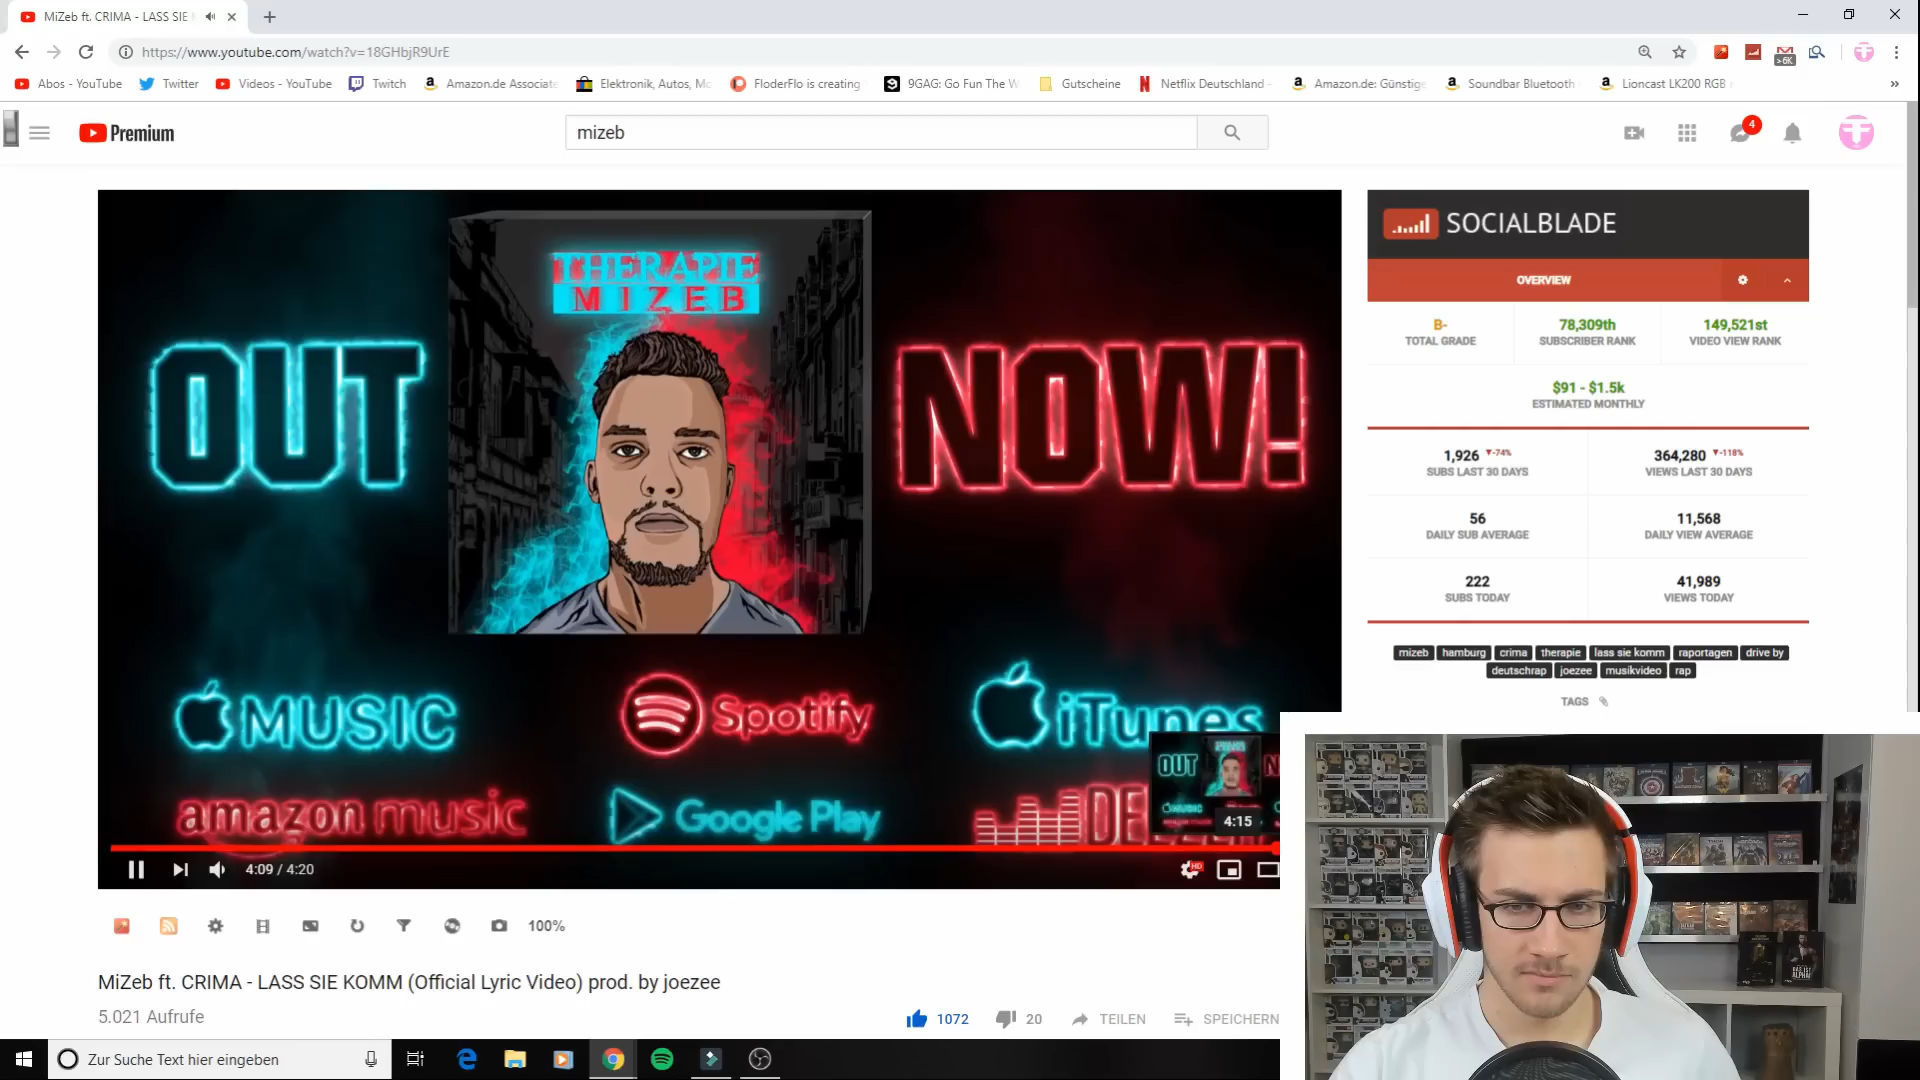 MiZeb ft. CRIMA - LASS SIE
https://www.youtube.com/watch?v=18GHbjR9UrE
Abos - YouTube
Twitter
Videos - YouTube
Twitch
Amazon.de Associate
Elektronik, Autos, Mo
FloderFlo is creating
9GAG: Go Fun The W
Gutscheine
Netflix Deutschland -
Amazon.de: Günstige
Soundbar Bluetooth
Lioncast LK200 RGB
>6K
Premium
mizeb
4
THERAPIE
MIZEB
OUT
NOW!
MUSIC
Spotify
iTunes
amazon music
Google Play
OUT
4:15
4:09 / 4:20
HD
100%
MiZeb ft. CRIMA - LASS SIE KOMM (Official Lyric Video) prod. by joezee
5.021 Aufrufe
1072
20
TEILEN
SPEICHERN
SOCIALBLADE
OVERVIEW
B-
TOTAL GRADE
78,309th
SUBSCRIBER RANK
149,521st
VIDEO VIEW RANK
$91 - $1.5k
ESTIMATED MONTHLY
1,926 -74%
SUBS LAST 30 DAYS
364,280 -118%
VIEWS LAST 30 DAYS
56
DAILY SUB AVERAGE
11,568
DAILY VIEW AVERAGE
222
SUBS TODAY
41,989
VIEWS TODAY
mizeb hamburg crima therapie lass sie komm raportagen drive by
deutschrap joezee musikvideo rap
TAGS
Zur Suche Text hier eingeben